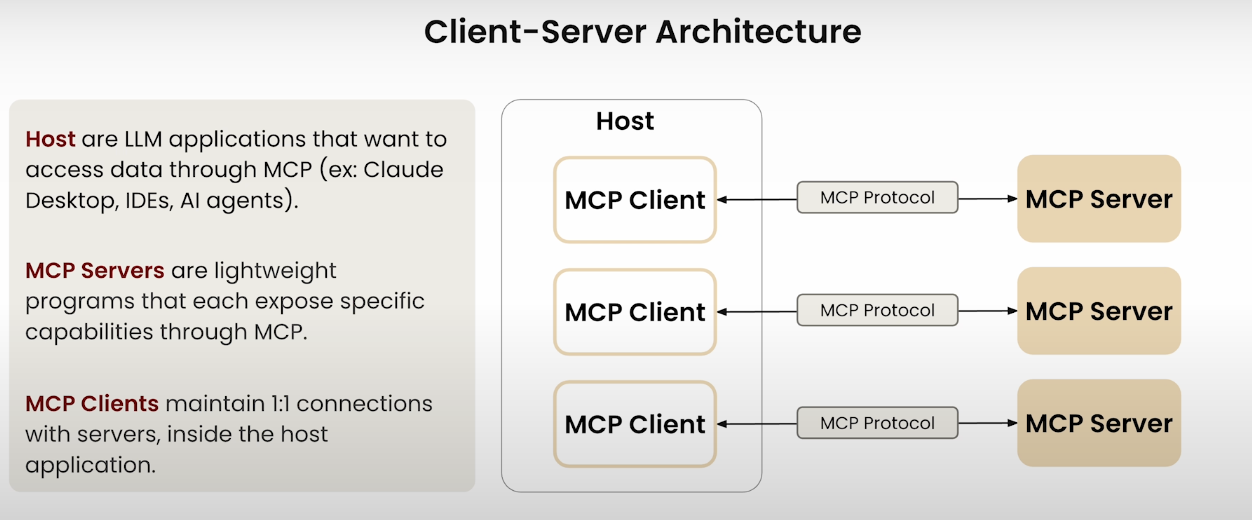 Client-Server Architecture
Host are LLM applications that want to
access data through MCP (ex: Claude
Desktop, IDEs, AI agents).
MCP Servers are lightweight
programs that each expose specific
capabilities through MCP.
MCP Clients maintain 1:1 connections
with servers, inside the host
application.
Host
MCP Client
MCP Protocol
MCP Server
MCP Client
MCP Protocol
MCP Server
MCP Client
MCP Protocol
MCP Server